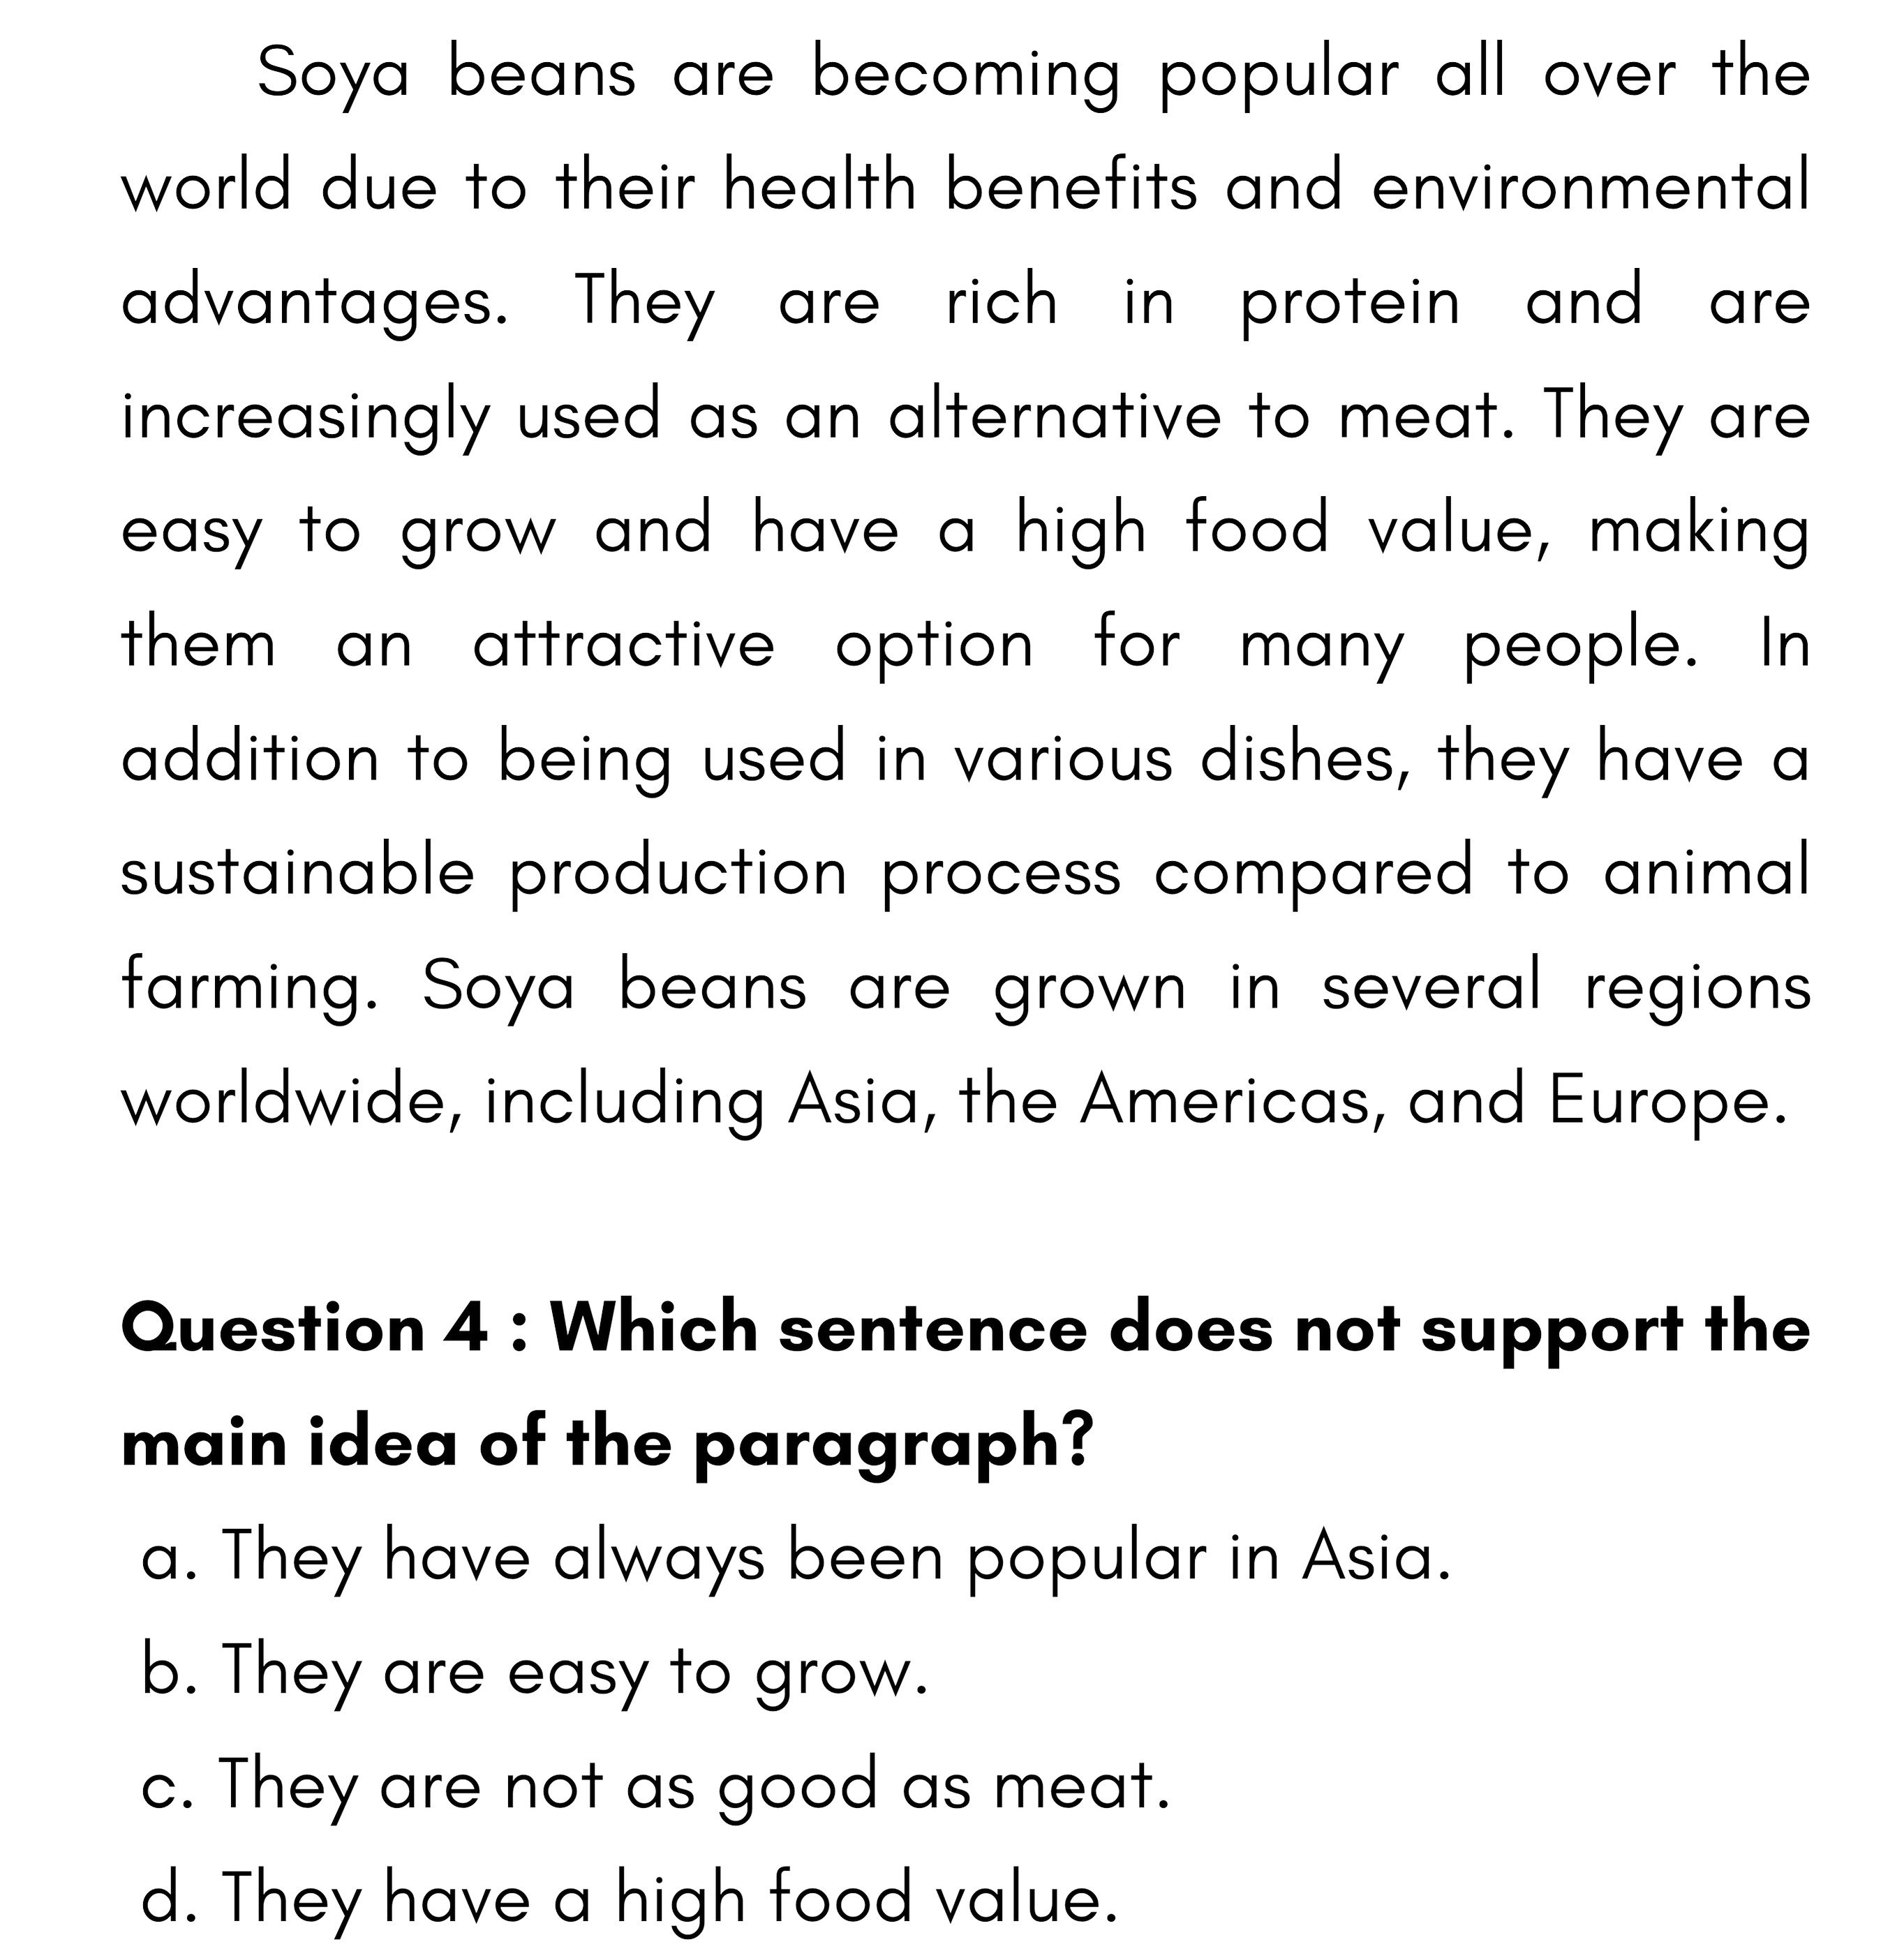 Soya beans are becoming popular all over the
world due to their health benefits and environmental
advantages. They are rich in protein and are
increasingly used as an alternative to meat. They are
easy to grow and have a high food value, making
them an attractive option for many people. In
addition to being used in various dishes, they have a
sustainable production process compared to animal
farming. Soya beans are grown in several regions
worldwide, including Asia, the Americas, and Europe.
Question 4 : Which sentence does not support the
main idea of the paragraph?
a. They have always been popular in Asia.
b. They are easy to grow.
c. They are not as good as meat.
d. They have a high food value.